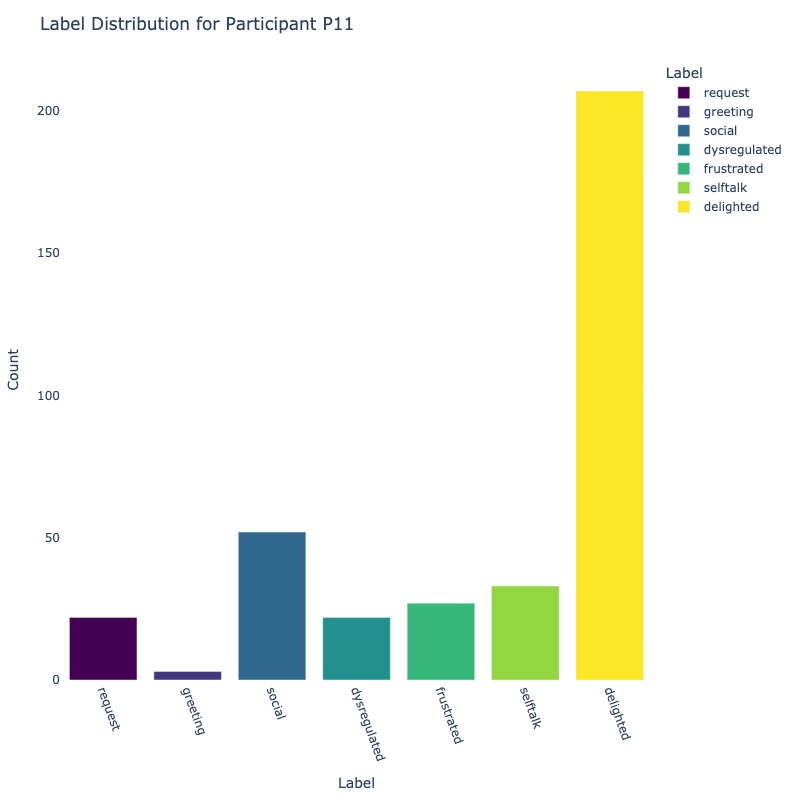 Label Distribution for Participant P11
Label
request
greeting
social
dysregulated
frustrated
selftalk
delighted
200
150
100
50
0
Count
request
greeting
social
dysregulated
frustrated
selftalk
delighted
Label